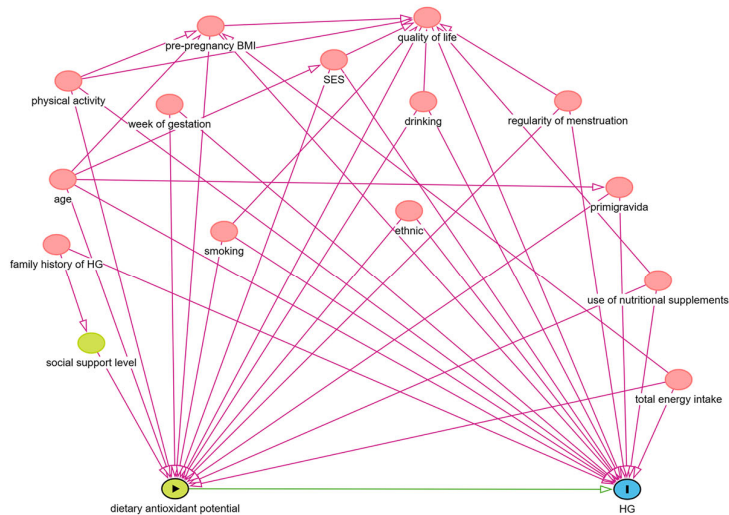 pre-pregnancy BMI
quality of life
SES
physical activity
week of gestation
drinking
regularity of menstruation
age
primigravida
smoking
ethnic
family history of HG
use of nutritional supplements
social support level
total energy intake
dietary antioxidant potential
HG